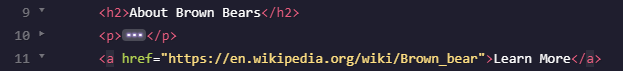 9 <h2>About Brown Bears</h2>
10 <p>...</p>
11 <a href="https://en.wikipedia.org/wiki/Brown_bear">Learn More</a>